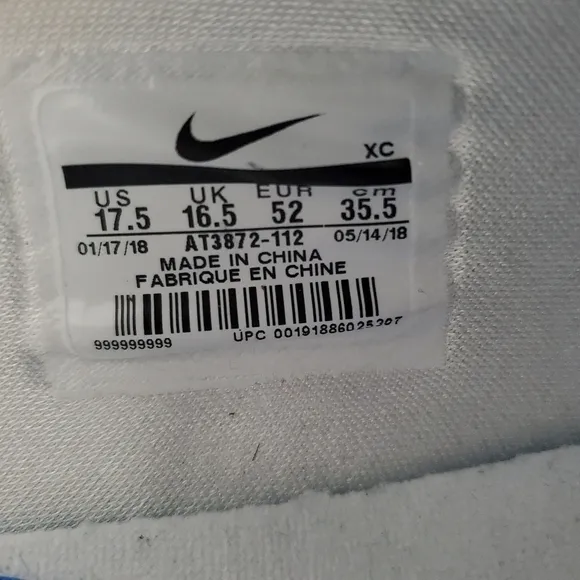 XC
US UK EUR cm
17.5 16.5 52 35.5
01/17/18 AT3872-112 05/14/18
MADE IN CHINA
FABRIQUE EN CHINE
999999999 UPC